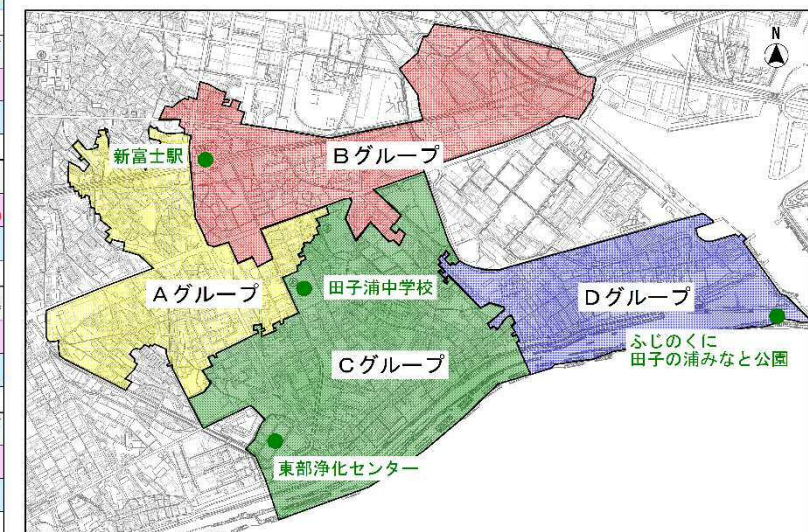 N
新富士駅
Bグループ
Aグループ
田子浦中学校
Dグループ
ふじのくに
田子の浦みなと公園
Cグループ
東部浄化センター